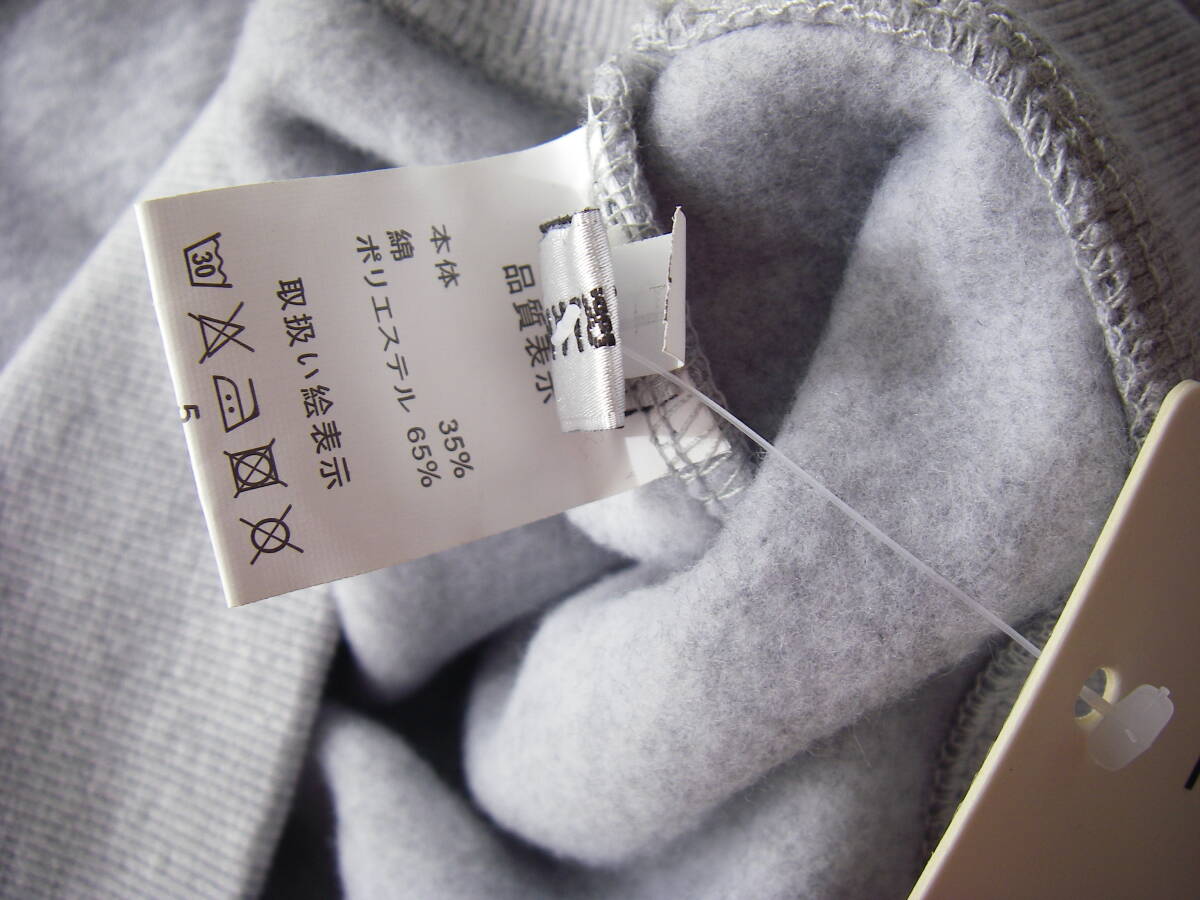 品質表示
本体
綿 35%
ポリエステル 65%
取扱い絵表示
30
5